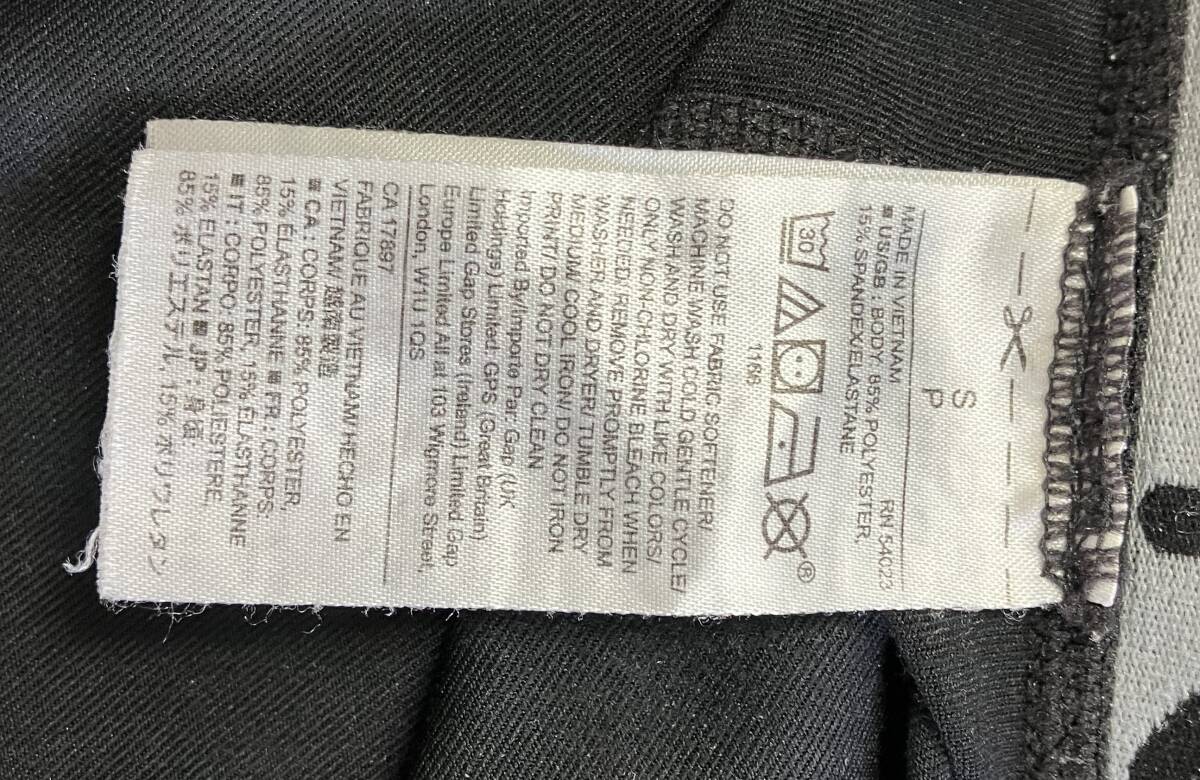 S
P
MADE IN VIETNAM RN 54023
■ US/GB : BODY 85% POLYESTER,
15% SPANDEX/ELASTANE
30
®
1166
DO NOT USE FABRIC SOFTENER/
MACHINE WASH COLD GENTLE CYCLE/
WASH AND DRY WITH LIKE COLORS/
ONLY NON-CHLORINE BLEACH WHEN
NEEDED, REMOVE PROMPTLY FROM
WASHER AND DRYER/ TUMBLE DRY
MEDIUM/ COOL IRON/ DO NOT IRON
PRINT/ DO NOT DRY CLEAN
Imported By/Importe Par Gap (UK
Holdings) Limited, GPS (Great Britain)
Limited Gap Stores (Ireland) Limited Gap
Europe Limited All at 103 Wigmore Street,
London, W1U 1QS
CA 17897
FABRIQUE AU VIETNAM/ HECHO EN
VIETNAM/ 越南製造
■ CA : CORPS: 85% POLYESTER,
15% ÉLASTHANNE ■ FR : CORPS:
85% POLYESTER, 15% ÉLASTHANNE
■ IT : CORPO: 85% POLIESTERE,
15% ELASTAN ■ JP : 身頃
85% ポリエステル, 15% ポリウレタン